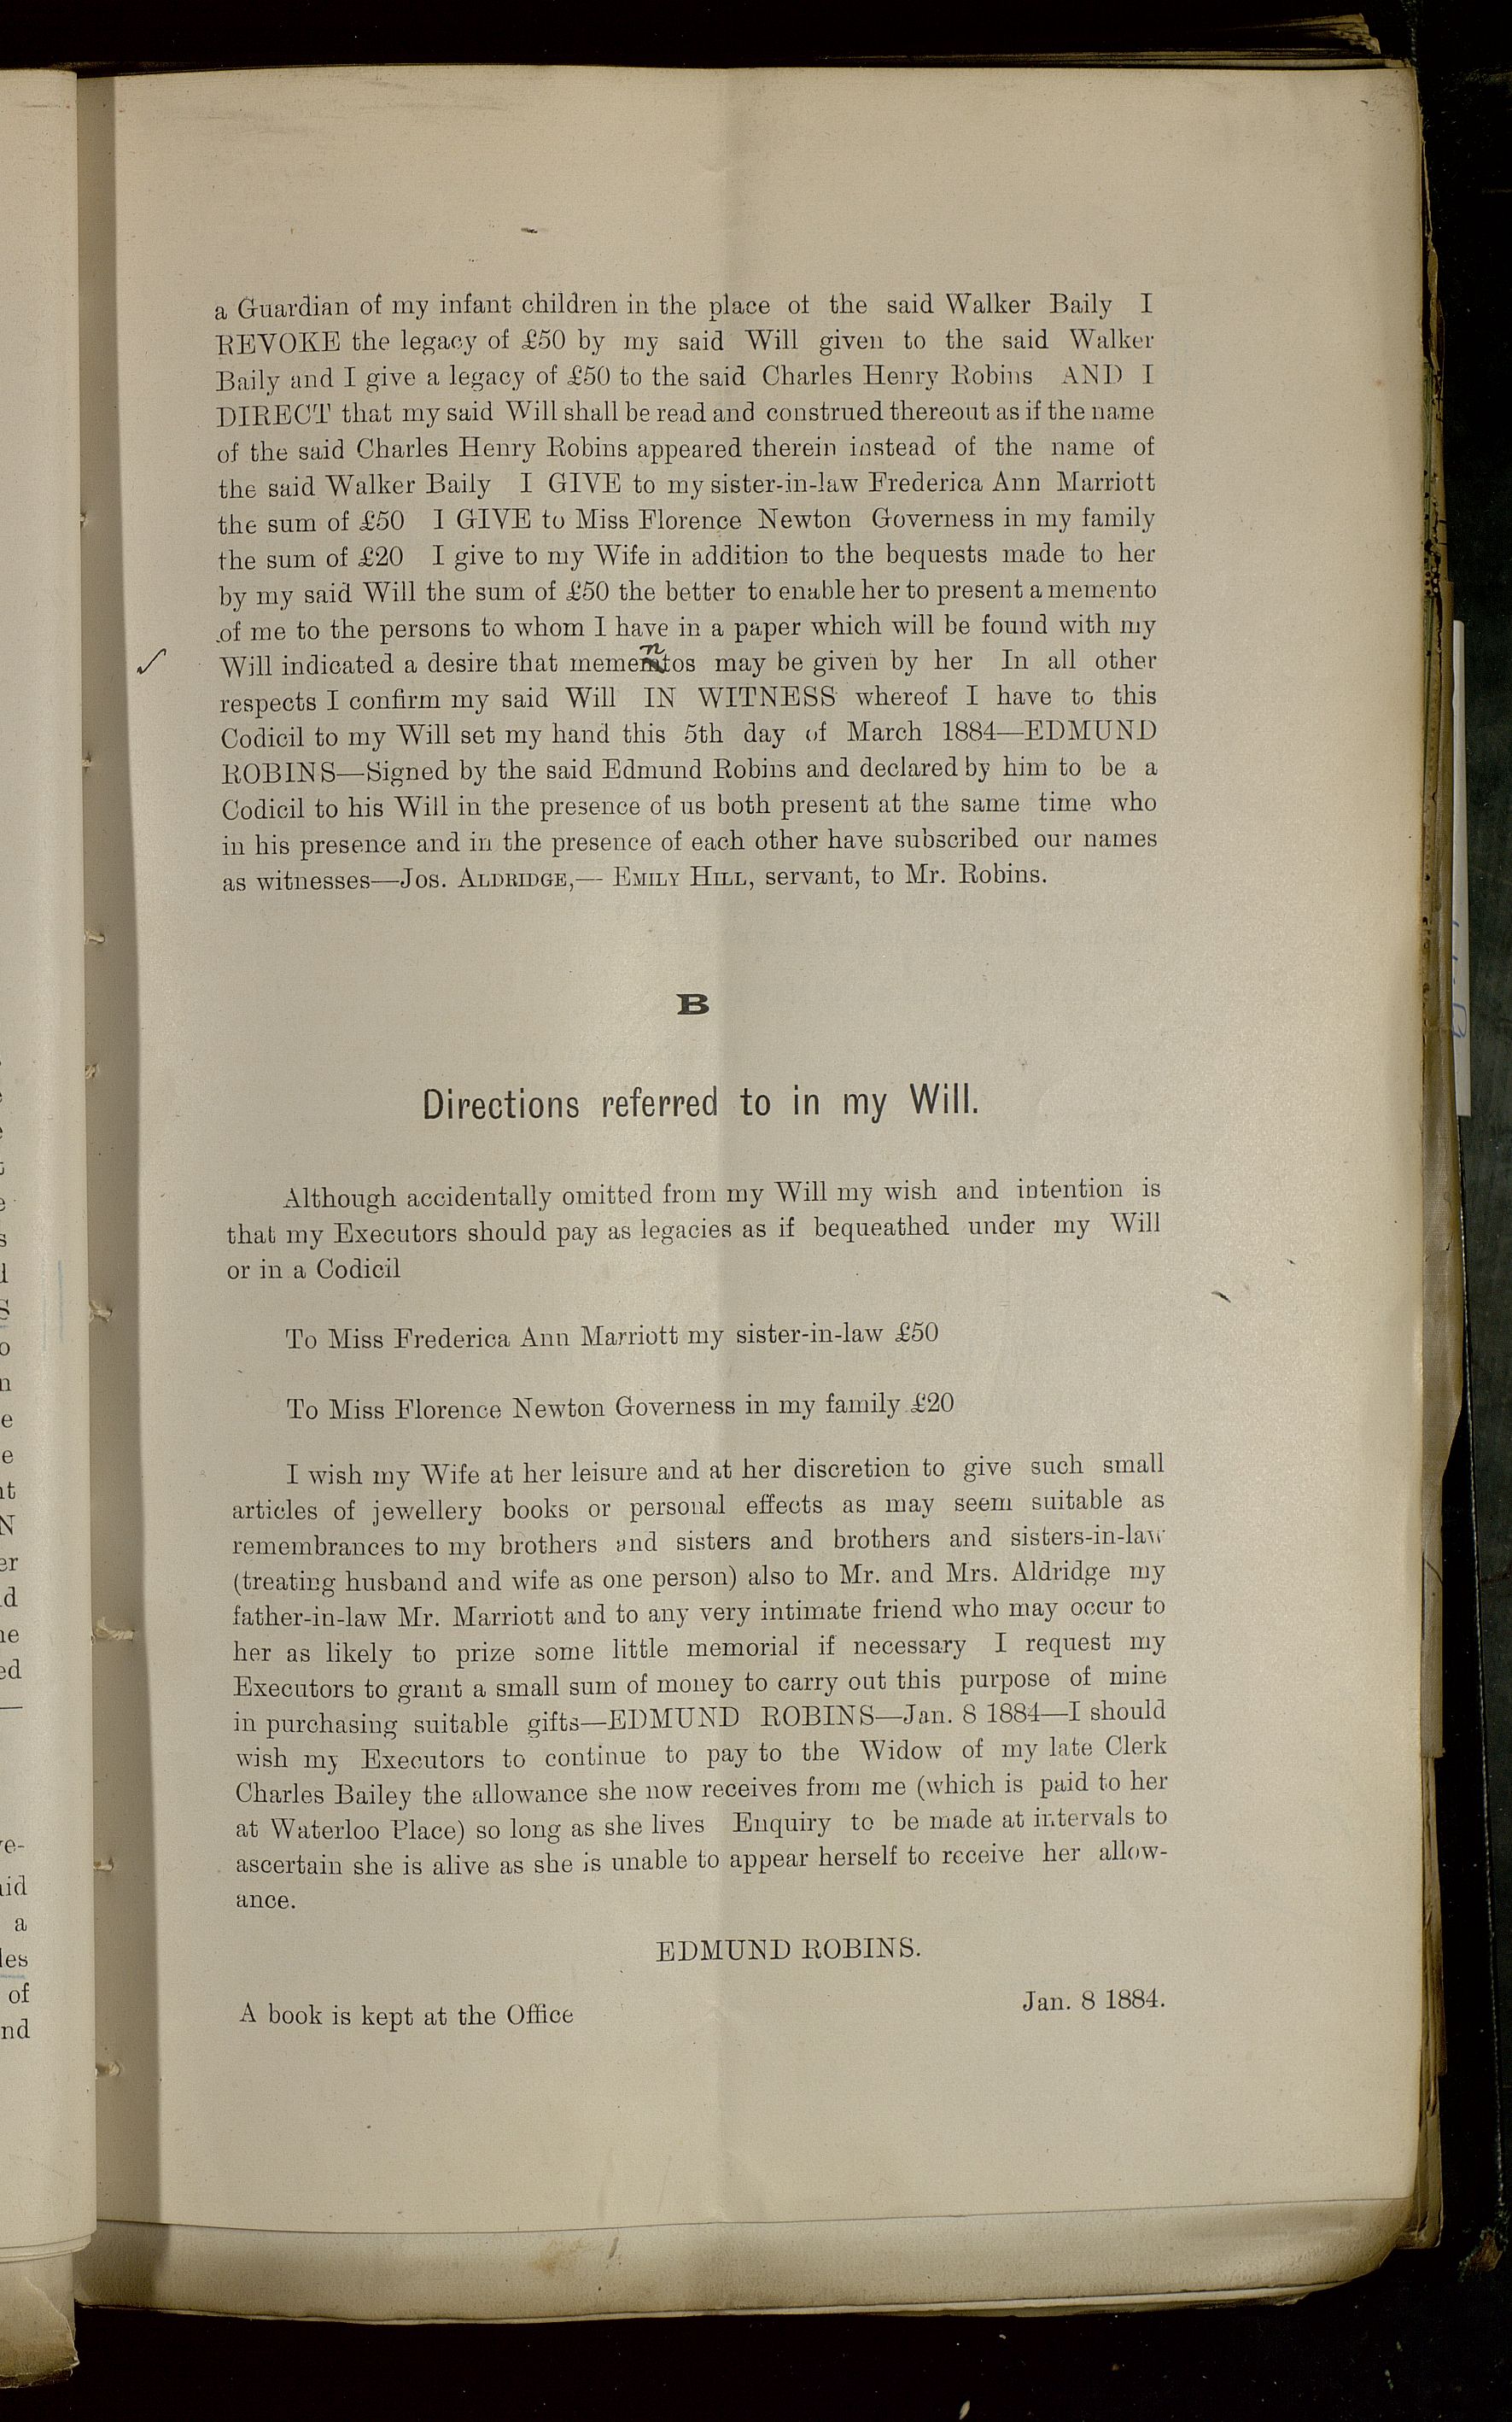 a Guardian of my infant children in the place of the said Walker Baily I
REVOKE the legacy of £50 by my said Will given to the said Walker
Baily and I give a legacy of £50 to the said Charles Henry Robins AND I
DIRECT that my said Will shall be read and construed thereout as if the name
of the said Charles Henry Robins appeared therein instead of the name of
the said Walker Baily I GIVE to my sister-in-law Frederica Ann Marriott
the sum of £50 I GIVE to Miss Florence Newton Governess in my family
the sum of £20 I give to my Wife in addition to the bequests made to her
by my said Will the sum of £50 the better to enable her to present a memento
of me to the persons to whom I have in a paper which will be found with my
Will indicated a desire that mementos may be given by her In all other
respects I confirm my said Will IN WITNESS whereof I have to this
Codicil to my Will set my hand this 5th day of March 1884—EDMUND
ROBINS—Signed by the said Edmund Robins and declared by him to be a
Codicil to his Will in the presence of us both present at the same time who
in his presence and in the presence of each other have subscribed our names
as witnesses—Jos. ALDRIDGE,— EMILY HILL, servant, to Mr. Robins.
B
Directions referred to in my Will.
Although accidentally omitted from my Will my wish and intention is
that my Executors should pay as legacies as if bequeathed under my Will
or in a Codicil
To Miss Frederica Ann Marriott my sister-in-law £50
To Miss Florence Newton Governess in my family £20
I wish my Wife at her leisure and at her discretion to give such small
articles of jewellery books or personal effects as may seem suitable as
remembrances to my brothers and sisters and brothers and sisters-in-law
(treating husband and wife as one person) also to Mr. and Mrs. Aldridge my
father-in-law Mr. Marriott and to any very intimate friend who may occur to
her as likely to prize some little memorial if necessary I request my
Executors to grant a small sum of money to carry out this purpose of mine
in purchasing suitable gifts—EDMUND ROBINS—Jan. 8 1884—I should
wish my Executors to continue to pay to the Widow of my late Clerk
Charles Bailey the allowance she now receives from me (which is paid to her
at Waterloo Place) so long as she lives Enquiry to be made at intervals to
ascertain she is alive as she is unable to appear herself to receive her allow-
ance.
EDMUND ROBINS.
Jan. 8 1884.
A book is kept at the Office